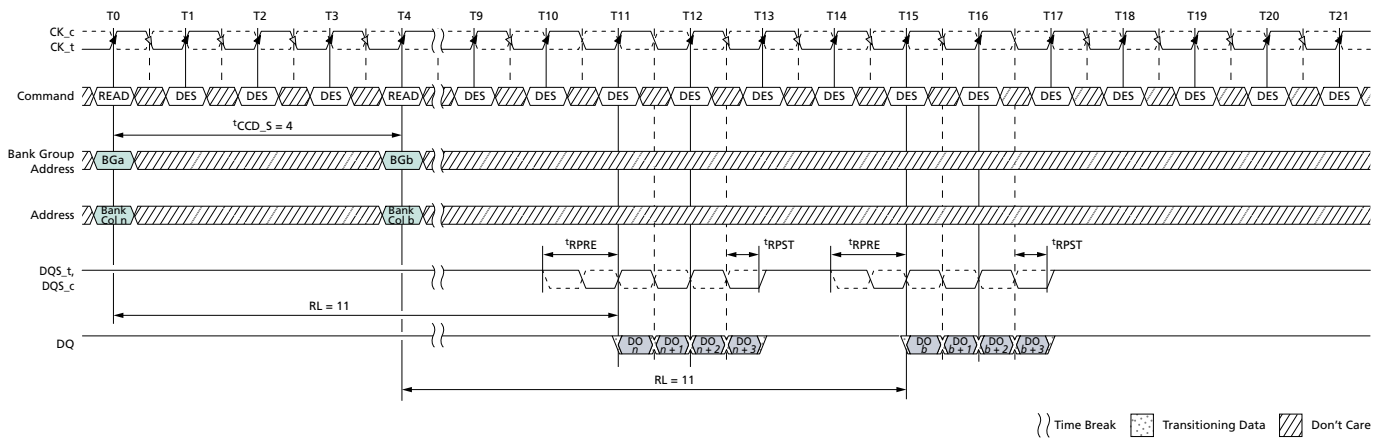 T0 T1 T2 T3 T4 T9 T10 T11 T12 T13 T14 T15 T16 T17 T18 T19 T20 T21
CK_c
CK_t
Command READ DES DES DES READ DES DES DES DES DES DES DES DES DES DES DES DES DES
tCCD_S = 4
Bank Group
Address
BGa BGb
Address
Bank
Col n
Bank
Col b
tRPRE tRPST tRPRE tRPST
DQS_t,
DQS_c
RL = 11
DQ
DO
n
DO
n + 1
DO
n + 2
DO
n + 3
DO
b
DO
b + 1
DO
b + 2
DO
b + 3
RL = 11
Time Break Transitioning Data Don't Care